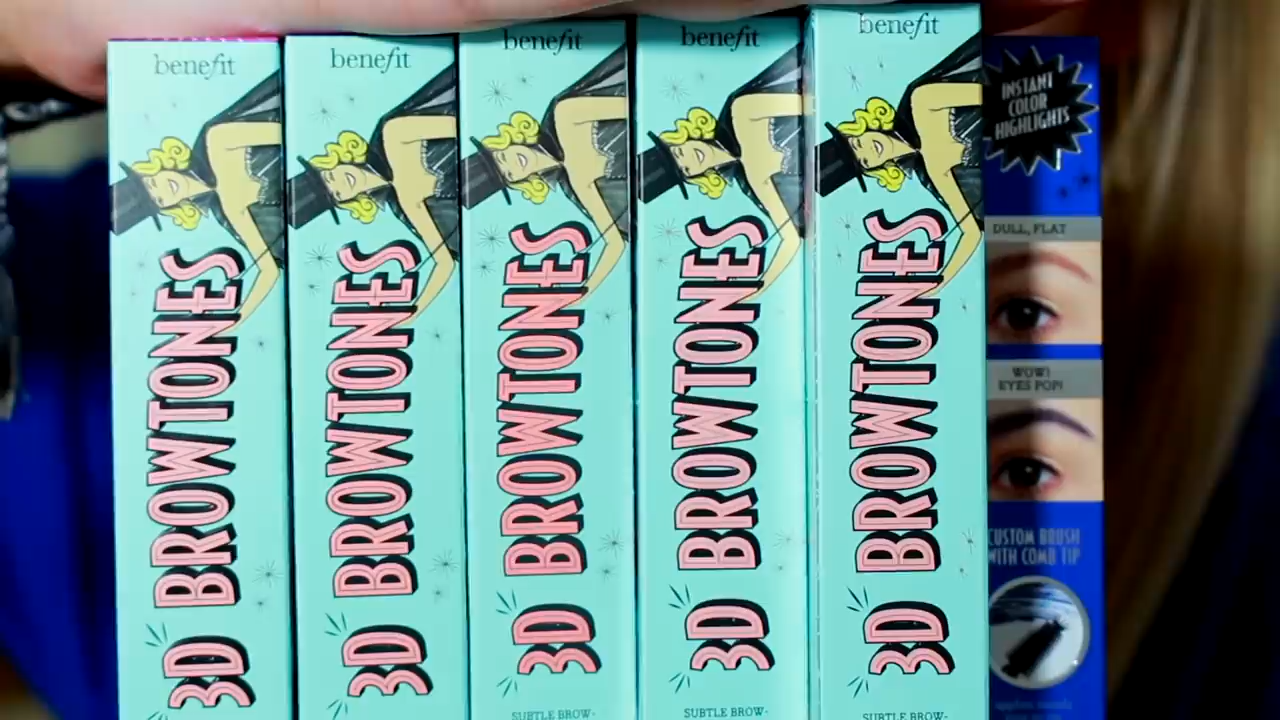 benefit
3D BROWTONES
benefit
3D BROWTONES
benefit
3D BROWTONES
SUBTLE BROW-
benefit
3D BROWTONES
SUBTLE BROW-
benefit
3D BROWTONES
SUBTLE BROW-
INSTANT
COLOR
HIGHLIGHTS
DULL, FLAT
WOW!
EYES POP!
CUSTOM BRUSH
WITH COMB TIP